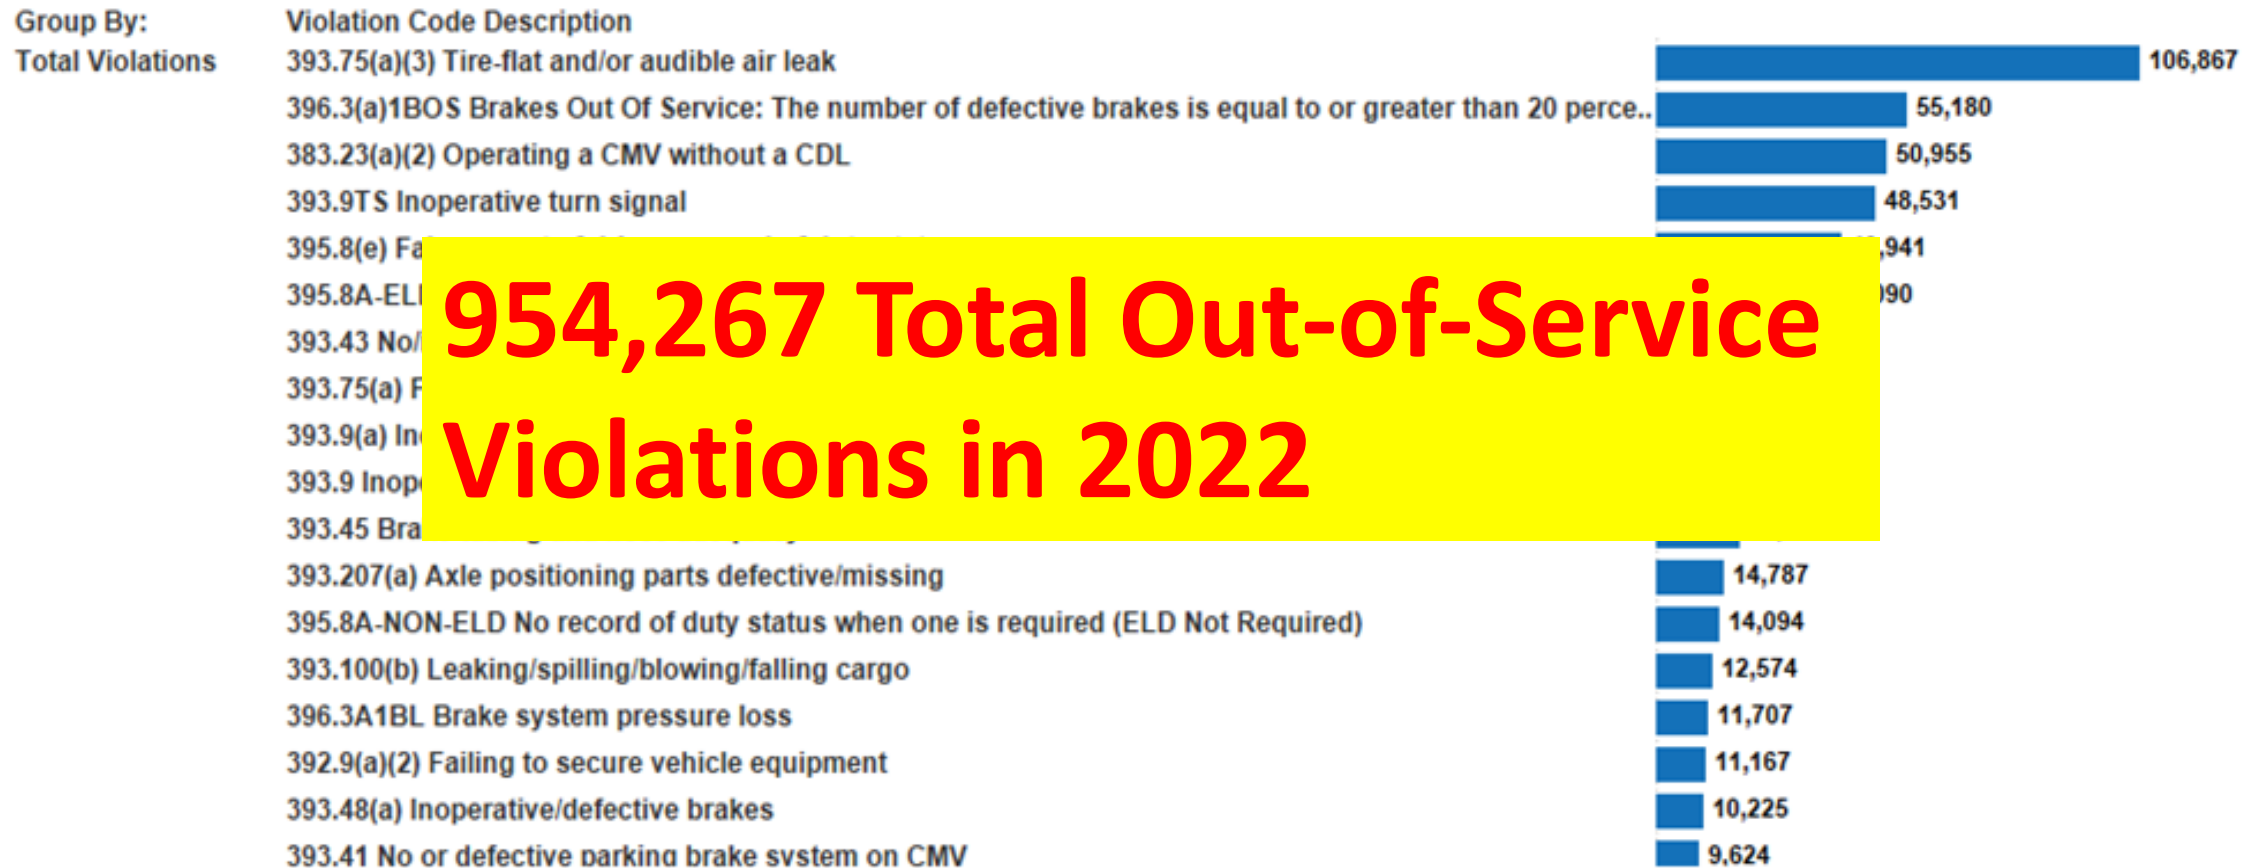 Group By: Violation Code Description
Total Violations 393.75(a)(3) Tire-flat and/or audible air leak 106,867
396.3(a)1BOS Brakes Out Of Service: The number of defective brakes is equal to or greater than 20 perce.. 55,180
383.23(a)(2) Operating a CMV without a CDL 50,955
393.9TS Inoperative turn signal 48,531
395.8(e) ,941
395.8A-EL
393.43 No/
393.75(a)
393.9(a)
393.9
393.45
954,267 Total Out-of-Service
Violations in 2022
393.207(a) Axle positioning parts defective/missing 14,787
395.8A-NON-ELD No record of duty status when one is required (ELD Not Required) 14,094
393.100(b) Leaking/spilling/blowing/falling cargo 12,574
396.3A1BL Brake system pressure loss 11,707
392.9(a)(2) Failing to secure vehicle equipment 11,167
393.48(a) Inoperative/defective brakes 10,225
393.41 No or defective parking brake system on CMV 9,624